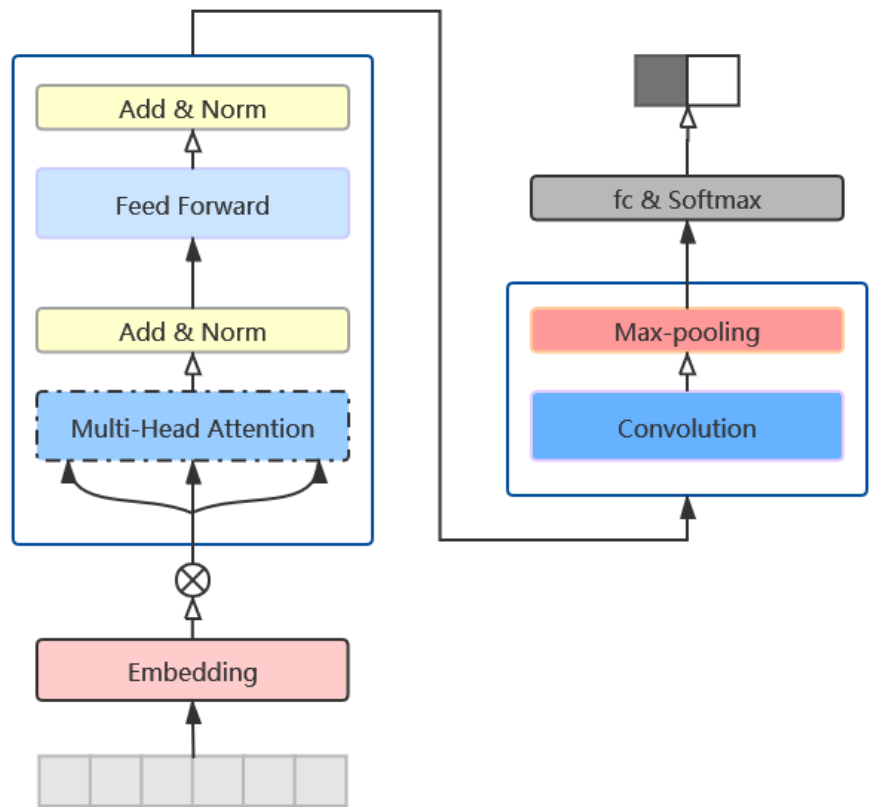 Add & Norm
Feed Forward
Add & Norm
Multi-Head Attention
Embedding
fc & Softmax
Max-pooling
Convolution